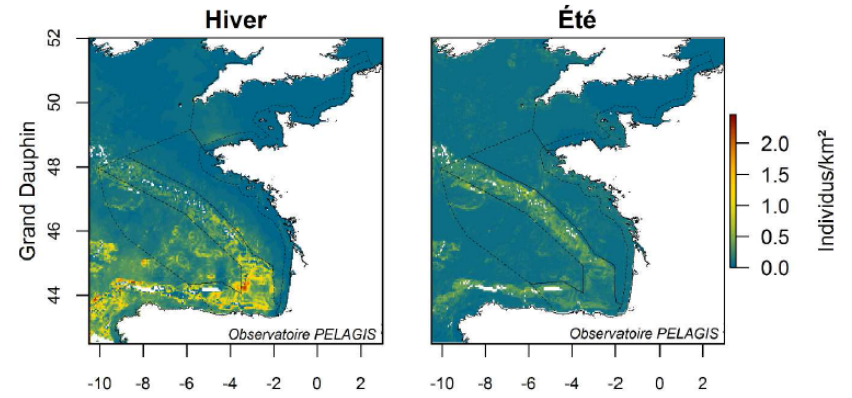 Hiver
Été
Grand Dauphin
52
50
48
46
44
Observatoire PELAGIS
Observatoire PELAGIS
-10 -8 -6 -4 -2 0 2
-10 -8 -6 -4 -2 0 2
2.0
1.5
1.0
0.5
0.0
Individus/km²